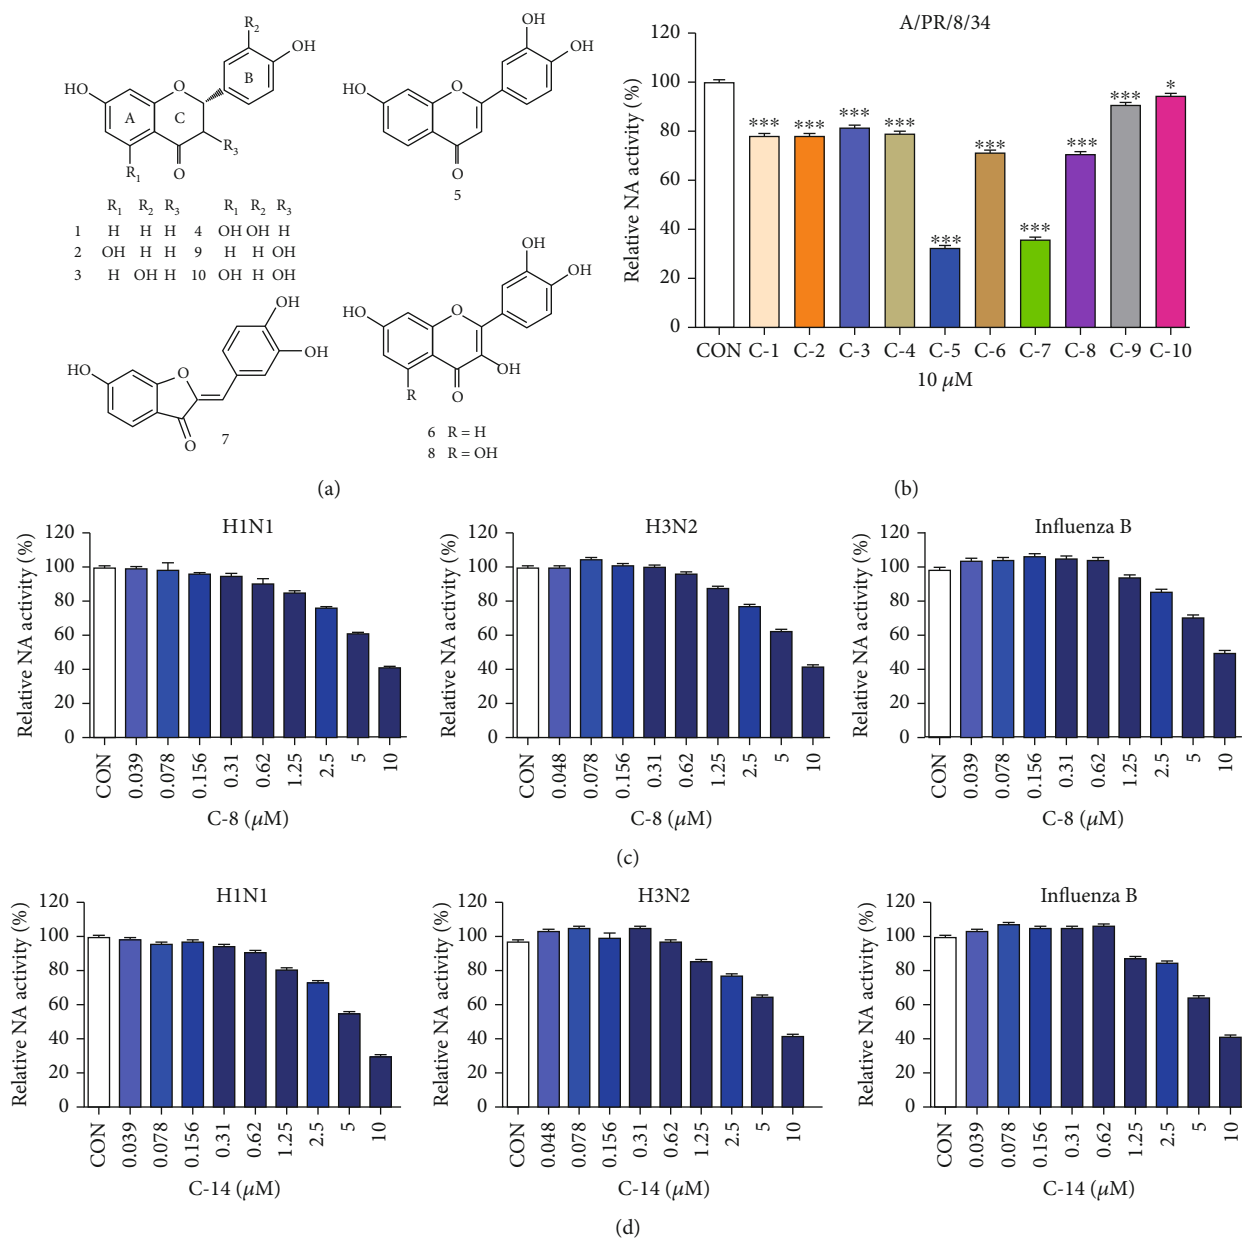 R₂
OH
HO
O
B
A
C
R₃
R₁
O
OH
OH
HO
O
O
5
R₁ R₂ R₃ R₁ R₂ R₃
1 H H H 4 OH OH H
2 OH H H 9 H H OH
3 H OH H 10 OH H OH
OH
OH
HO
O
O
7
OH
OH
HO
O
OH
R
O
6 R = H
8 R = OH
(a)
A/PR/8/34
Relative NA activity (%)
120
100
80
60
40
20
0
*** *** *** *** *** *** *** *** *** *
CON C-1 C-2 C-3 C-4 C-5 C-6 C-7 C-8 C-9 C-10
10 μM
(b)
H1N1
Relative NA activity (%)
120
100
80
60
40
20
0
CON 0.039 0.078 0.156 0.31 0.62 1.25 2.5 5 10
C-8 (μM)
H3N2
Relative NA activity (%)
120
100
80
60
40
20
0
CON 0.048 0.078 0.156 0.31 0.62 1.25 2.5 5 10
C-8 (μM)
Influenza B
Relative NA activity (%)
120
100
80
60
40
20
0
CON 0.039 0.078 0.156 0.31 0.62 1.25 2.5 5 10
C-8 (μM)
(c)
H1N1
Relative NA activity (%)
120
100
80
60
40
20
0
CON 0.039 0.078 0.156 0.31 0.62 1.25 2.5 5 10
C-14 (μM)
H3N2
Relative NA activity (%)
120
100
80
60
40
20
0
CON 0.048 0.078 0.156 0.31 0.62 1.25 2.5 5 10
C-14 (μM)
Influenza B
Relative NA activity (%)
120
100
80
60
40
20
0
CON 0.039 0.078 0.156 0.31 0.62 1.25 2.5 5 10
C-14 (μM)
(d)